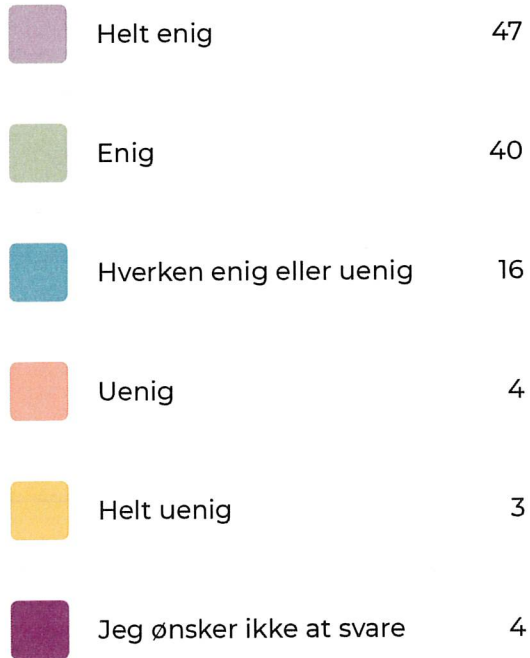 Helt enig 47
Enig 40
Hverken enig eller uenig 16
Uenig 4
Helt uenig 3
Jeg ønsker ikke at svare 4